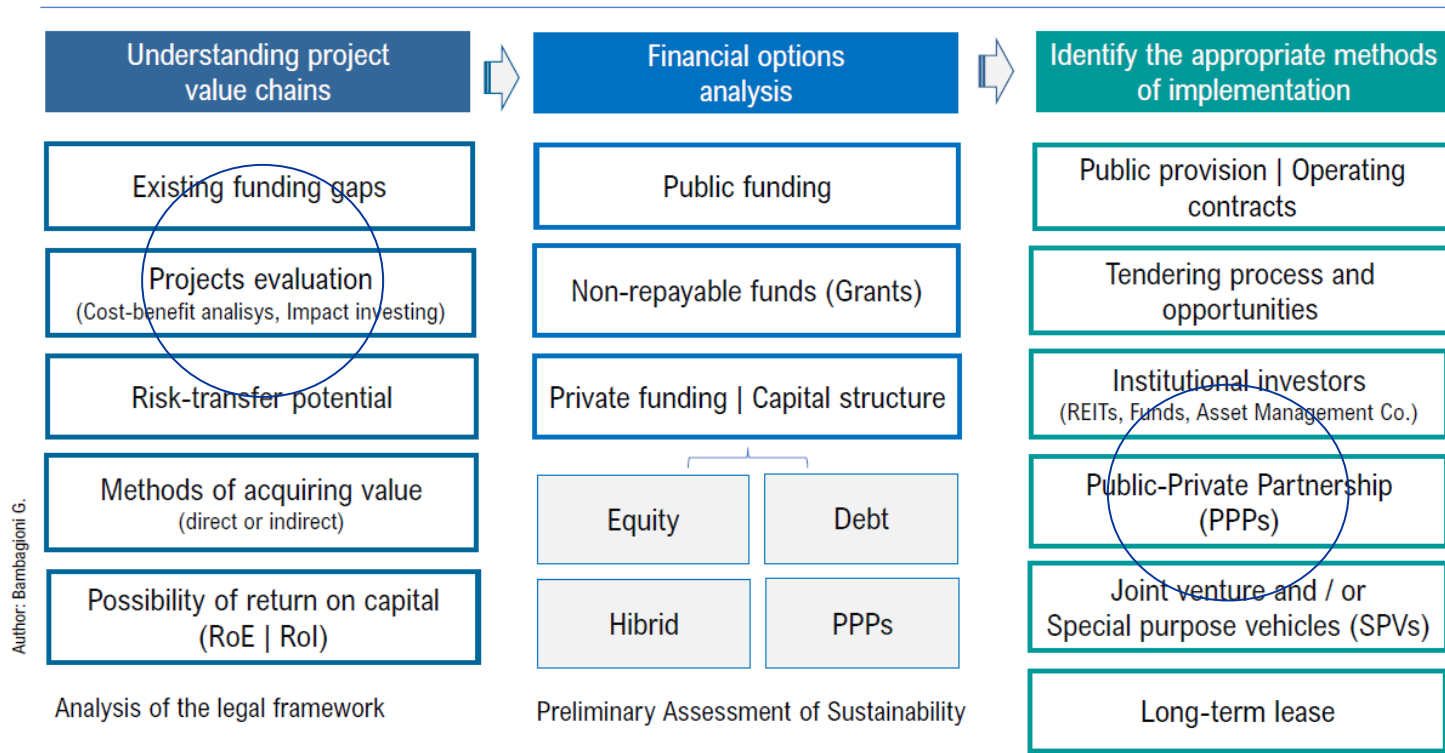 Understanding project
value chains
Existing funding gaps
Projects evaluation
(Cost-benefit analisys, Impact investing)
Risk-transfer potential
Methods of acquiring value
(direct or indirect)
Possibility of return on capital
(RoE | RoI)
Analysis of the legal framework
Financial options
analysis
Public funding
Non-repayable funds (Grants)
Private funding | Capital structure
Equity
Debt
Hibrid
PPPs
Preliminary Assessment of Sustainability
Identify the appropriate methods
of implementation
Public provision | Operating
contracts
Tendering process and
opportunities
Institutional investors
(REITs, Funds, Asset Management Co.)
Public-Private Partnership
(PPPs)
Joint venture and / or
Special purpose vehicles (SPVs)
Long-term lease
Author: Bambagioni G.